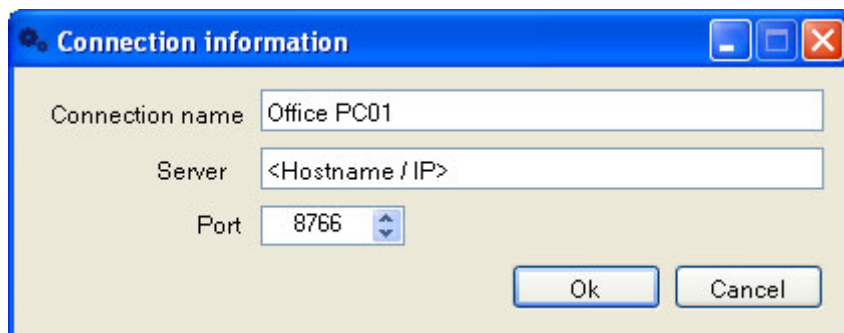 Connection information
Connection name Office PC01
Server <Hostname / IP>
Port 8766
Ok Cancel